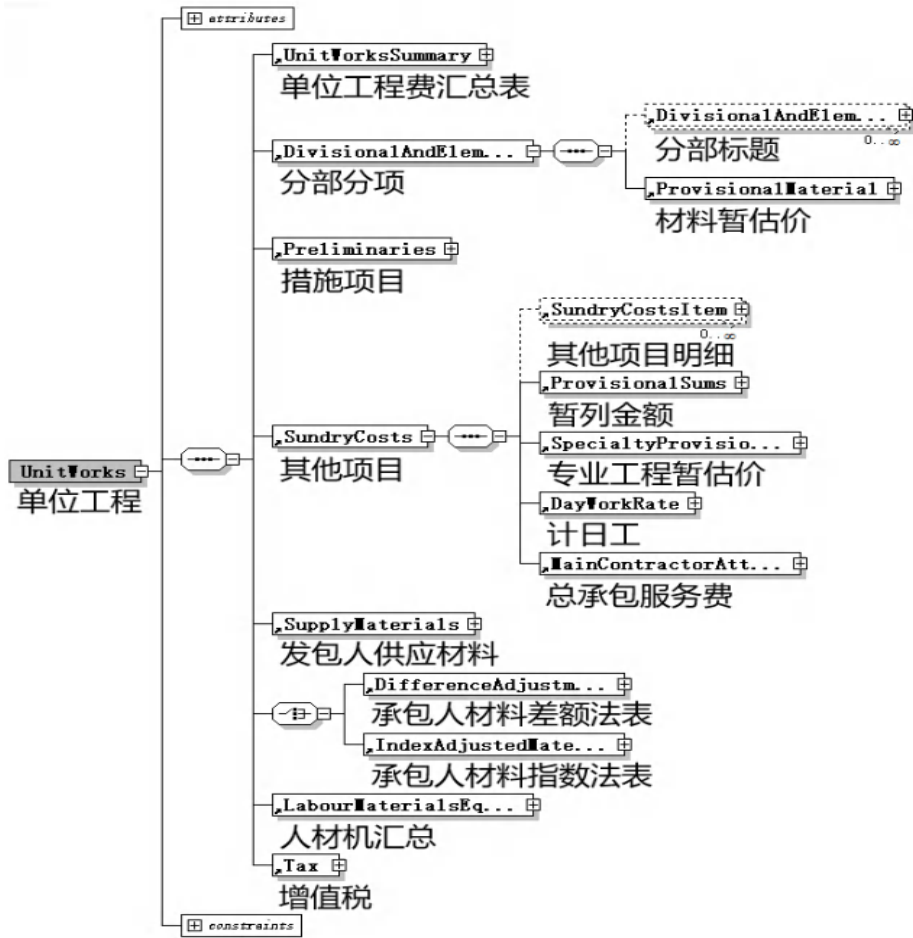 attributes
UnitWorksSummary
单位工程费汇总表
DivisionalAndElem...
分部分项
DivisionalAndElem...
0..∞
分部标题
ProvisionalMaterial
材料暂估价
Preliminaries
措施项目
SundryCosts
其他项目
SundryCostsItem
0..∞
其他项目明细
ProvisionalSums
暂列金额
SpecialtyProvisio...
专业工程暂估价
DayWorkRate
计日工
MainContractorAtt...
总承包服务费
UnitWorks
单位工程
SupplyMaterials
发包人供应材料
DifferenceAdjustm...
承包人材料差额法表
IndexAdjustedMate...
承包人材料指数法表
LabourMaterialsEq...
人材机汇总
Tax
增值税
constraints